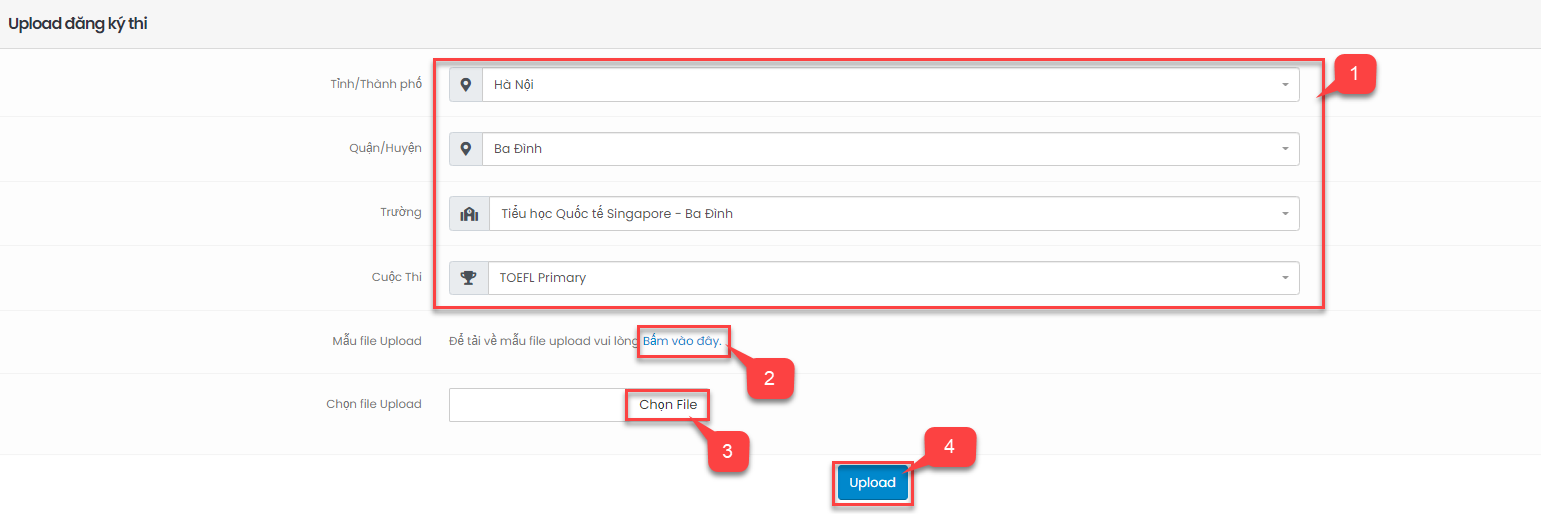 Upload đăng ký thi
Tỉnh/Thành phố Hà Nội 1
Quận/Huyện Ba Đình
Trường Tiểu học Quốc tế Singapore - Ba Đình
Cuộc Thi TOEFL Primary
Mẫu file Upload Để tải về mẫu file upload vui lòng Bấm vào đây.
2
Chọn file Upload Chọn File
3
4
Upload